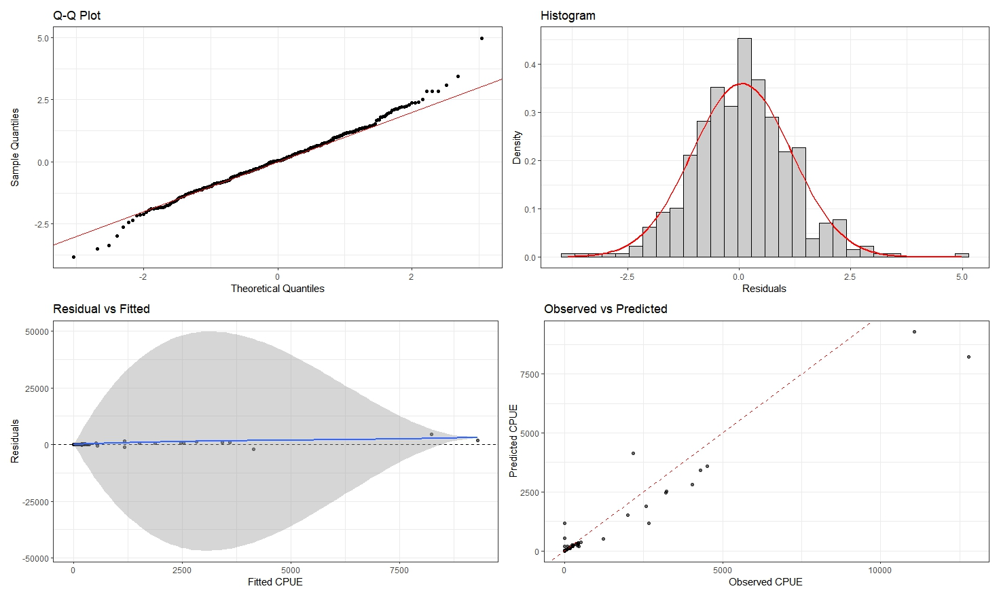 Q-Q Plot
5.0
2.5
0.0
-2.5
-2
0
2
Theoretical Quantiles
Sample Quantiles
Histogram
0.4
0.3
0.2
0.1
0.0
-2.5
0.0
2.5
5.0
Residuals
Density
Residual vs Fitted
50000
25000
0
-25000
-50000
0
2500
5000
7500
Fitted CPUE
Residuals
Observed vs Predicted
7500
5000
2500
0
0
5000
10000
Observed CPUE
Predicted CPUE